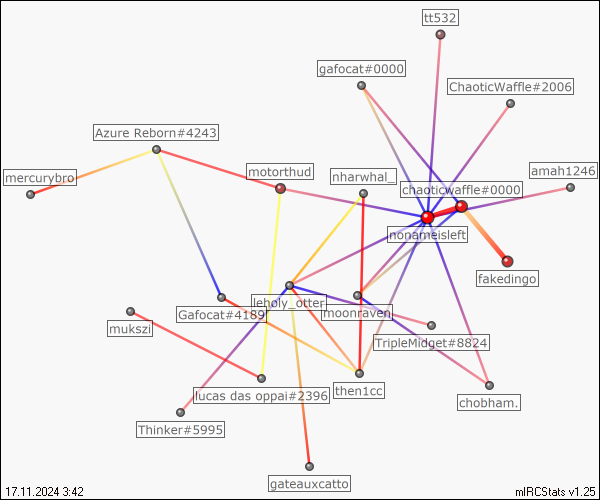 tt532
gafocat#0000
ChaoticWaffle#2006
Azure Reborn#4243
motorthud
nharwhal_
amah1246
mercurybro
chaoticwaffle#0000
nonameisleft
fakedingo
leholy_otter
Gafocat#4189
moonraven
mukszi
TripleMidget#8824
lucas das oppai#2396
then1cc
chobham.
Thinker#5995
gateauxcatto
17.11.2024 3:42
mIRCStats v1.25